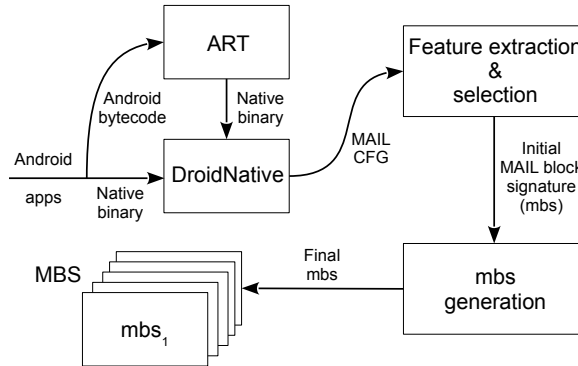 ART
Feature extraction
&
selection
Android
bytecode
Native
binary
Android
apps
Native
binary
DroidNative
MAIL
CFG
Initial
MAIL block
signature
(mbs)
MBS
Final
mbs
mbs
generation
mbs1